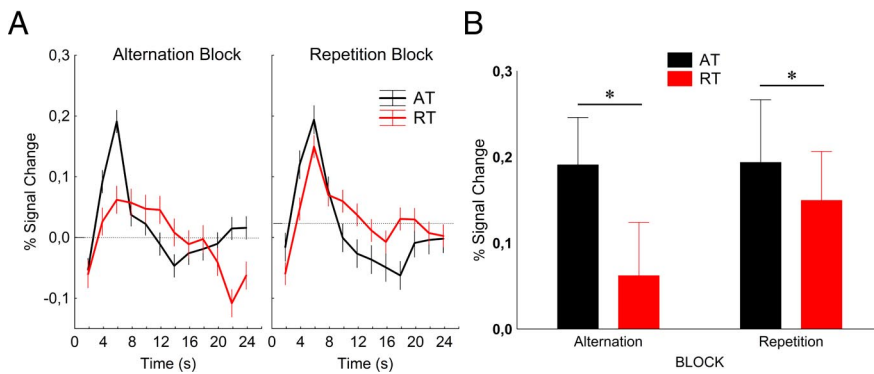 A
Alternation Block
Repetition Block
AT
RT
% Signal Change
0,3
0,2
0,1
0,0
-0,1
0 4 8 12 16 20 24
0 4 8 12 16 20 24
Time (s)
Time (s)
B
AT
RT
* *
% Signal Change
0,3
0,2
0,1
0,0
Alternation
Repetition
BLOCK